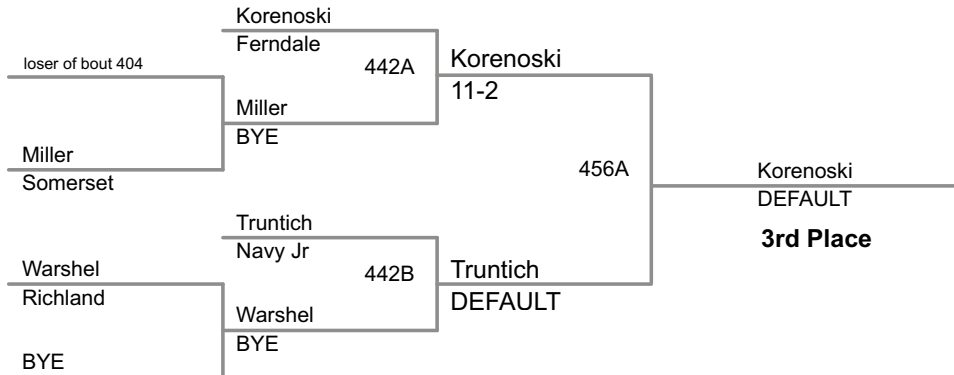 Korenoski
Ferndale
loser of bout 404
442A
Korenoski
11-2
Miller
BYE
Miller
Somerset
456A
Korenoski
DEFAULT
3rd Place
Truntich
Navy Jr
Warshel
Richland
442B
Truntich
DEFAULT
Warshel
BYE
BYE